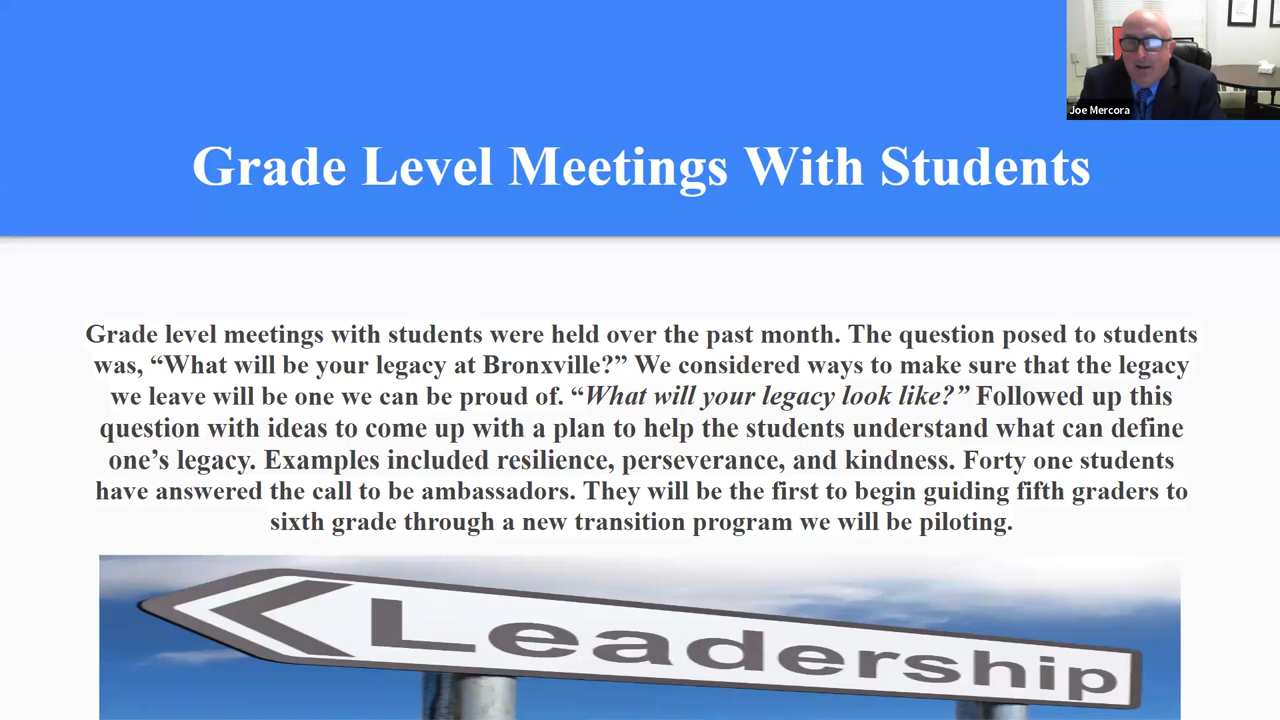 Joe Mercora
Grade Level Meetings With Students
Grade level meetings with students were held over the past month. The question posed to students
was, “What will be your legacy at Bronxville?” We considered ways to make sure that the legacy
we leave will be one we can be proud of. “What will your legacy look like?” Followed up this
question with ideas to come up with a plan to help the students understand what can define
one’s legacy. Examples included resilience, perseverance, and kindness. Forty one students
have answered the call to be ambassadors. They will be the first to begin guiding fifth graders to
sixth grade through a new transition program we will be piloting.
Leadership